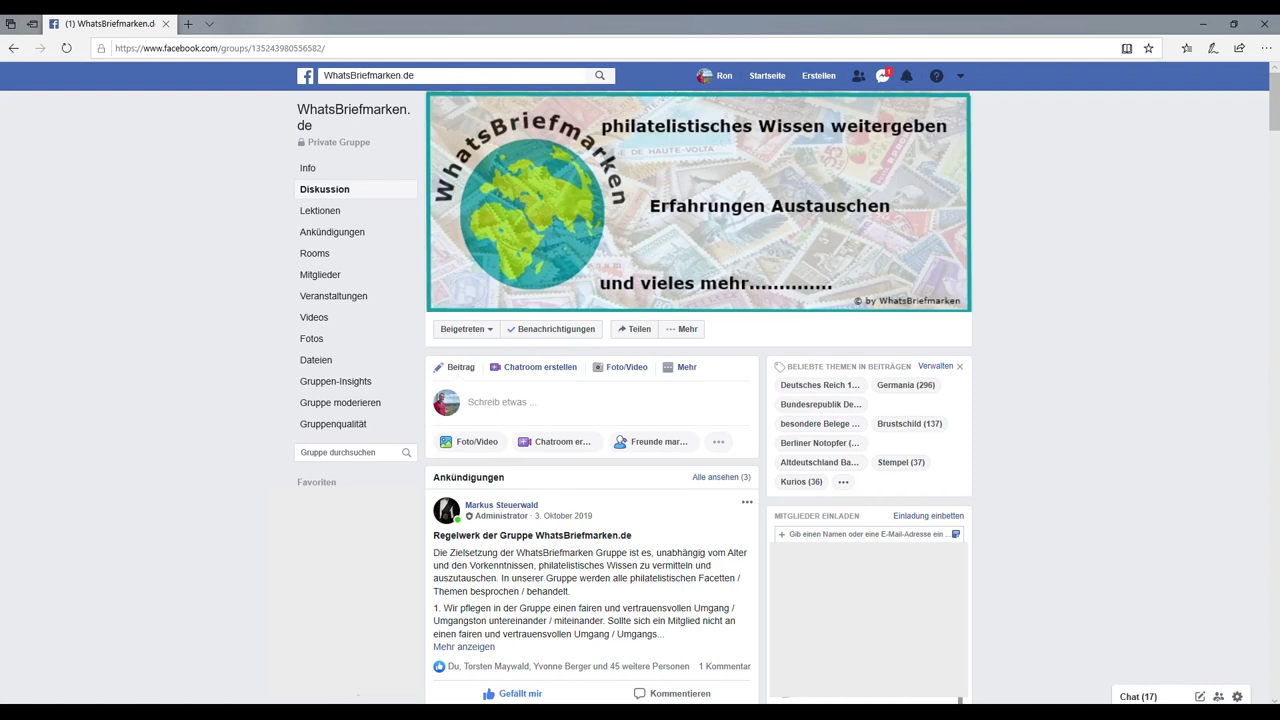 (1) WhatsBriefmarken.d
https://www.facebook.com/groups/135243980556582/
WhatsBriefmarken.de
Ron
Startseite
Erstellen
1
WhatsBriefmarken.
de
Private Gruppe
Info
Diskussion
Lektionen
Ankündigungen
Rooms
Mitglieder
Veranstaltungen
Videos
Fotos
Dateien
Gruppen-Insights
Gruppe moderieren
Gruppenqualität
Gruppe durchsuchen
Favoriten
WhatsBriefmarken
philatelistisches Wissen weitergeben
DE HAUTE-VOLTA
Erfahrungen Austauschen
und vieles mehr..............
© by WhatsBriefmarken
Beigetreten
Benachrichtigungen
Teilen
Mehr
Beitrag
Chatroom erstellen
Foto/Video
Mehr
Schreib etwas ...
Foto/Video
Chatroom er...
Freunde mar...
Ankündigungen
Alle ansehen (3)
Markus Steuerwald
Administrator · 3. Oktober 2019
Regelwerk der Gruppe WhatsBriefmarken.de
Die Zielsetzung der WhatsBriefmarken Gruppe ist es, unabhängig vom Alter
und den Vorkenntnissen, philatelistisches Wissen zu vermitteln und
auszutauschen. In unserer Gruppe werden alle philatelistischen Facetten /
Themen besprochen / behandelt.
1. Wir pflegen in der Gruppe einen fairen und vertrauensvollen Umgang /
Umgangston untereinander / miteinander. Sollte sich ein Mitglied nicht an
einen fairen und vertrauensvollen Umgang / Umgangs...
Mehr anzeigen
Du, Torsten Maywald, Yvonne Berger und 45 weitere Personen
1 Kommentar
Gefällt mir
Kommentieren
BELIEBTE THEMEN IN BEITRÄGEN
Verwalten
Deutsches Reich 1...
Germania (296)
Bundesrepublik De...
besondere Belege ...
Brustschild (137)
Berliner Notopfer (...
Altdeutschland Ba...
Stempel (37)
Kurios (36)
MITGLIEDER EINLADEN
Einladung einbetten
Gib einen Namen oder eine E-Mail-Adresse ein ...
Chat (17)